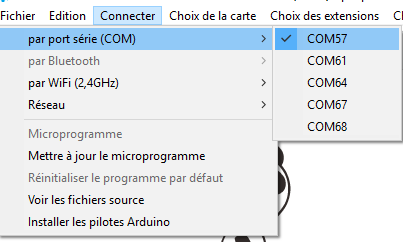 Fichier Edition Connecter Choix de la carte Choix des extensions
par port série (COM)
COM57
par Bluetooth
COM61
par WiFi (2,4GHz)
COM64
Réseau
COM67
COM68
Microprogramme
Mettre à jour le microprogramme
Réinitialiser le programme par défaut
Voir les fichiers source
Installer les pilotes Arduino